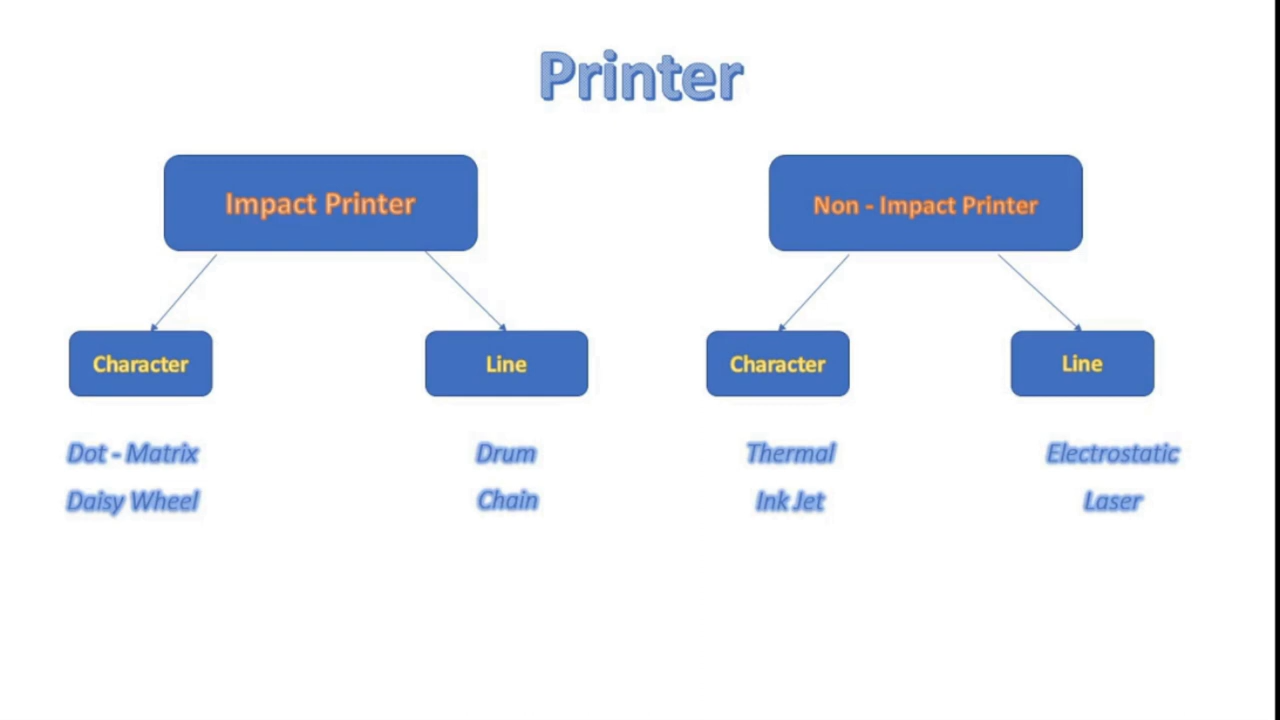 Printer
Impact Printer
Non - Impact Printer
Character
Line
Character
Line
Dot - Matrix
Drum
Thermal
Electrostatic
Daisy Wheel
Chain
Ink Jet
Laser